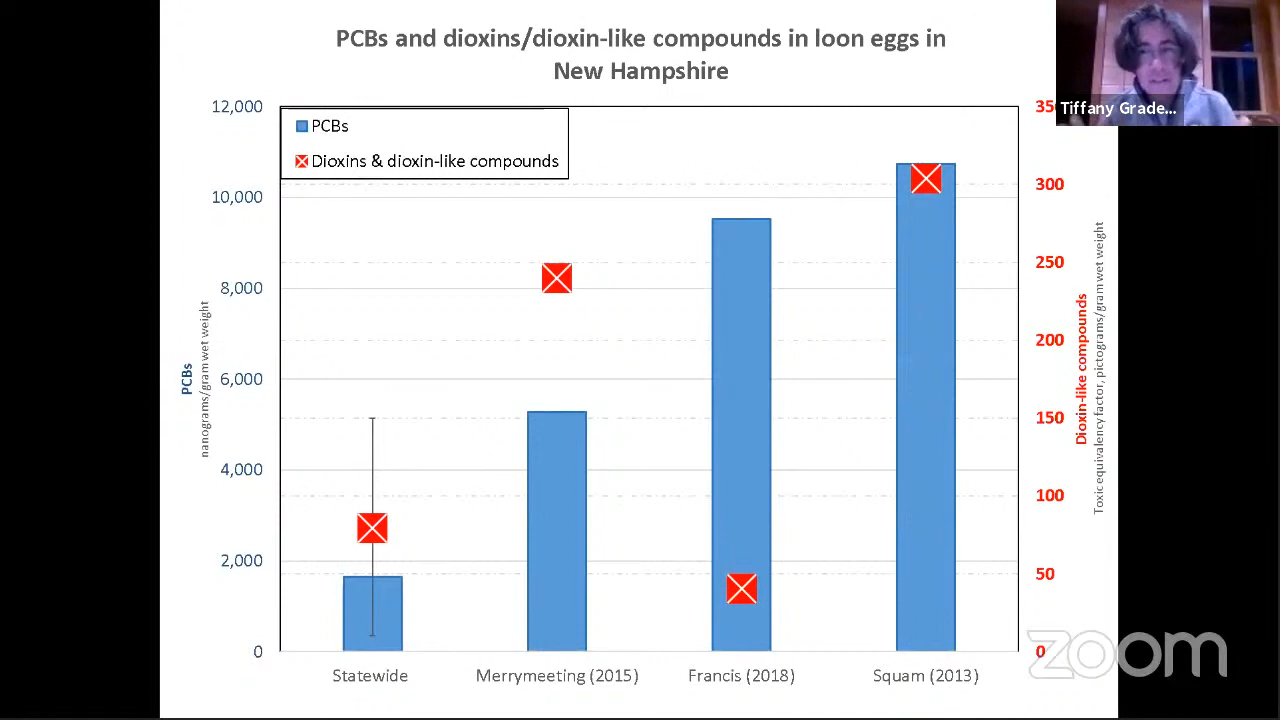 PCBs and dioxins/dioxin-like compounds in loon eggs in
New Hampshire
Tiffany Grade...
12,000
10,000
8,000
6,000
4,000
2,000
0
PCBs
nanograms/gram wet weight
PCBs
Dioxins & dioxin-like compounds
35
300
250
200
150
100
50
0
Dioxin-like compounds
Toxic equivalency factor, pictograms/gram wet weight
Statewide
Merrymeeting (2015)
Francis (2018)
Squam (2013)
zoom